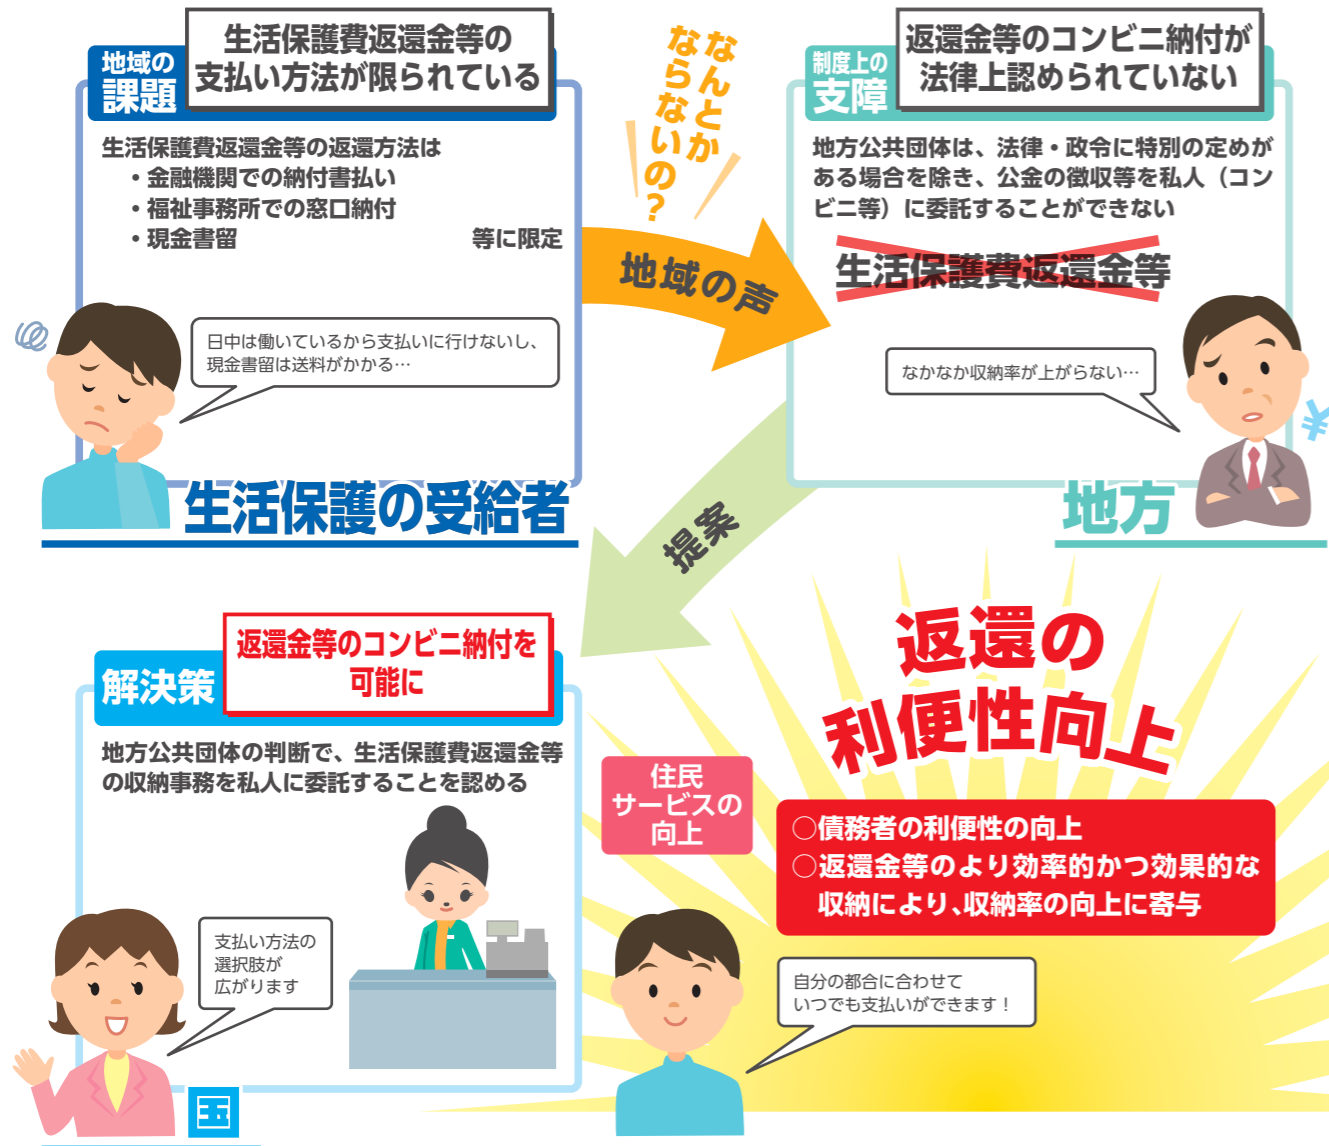 地域の
課題
生活保護費返還金等の
支払い方法が限られている
生活保護費返還金等の返還方法は
・金融機関での納付書払い
・福祉事務所での窓口納付
・現金書留　等に限定
日中は働いているから支払いに行けないし、
現金書留は送料がかかる…
生活保護の受給者
なんとか
ならないの?
地域の声
制度上の
支障
返還金等のコンビニ納付が
法律上認められていない
地方公共団体は、法律・政令に特別の定めが
ある場合を除き、公金の徴収等を私人（コン
ビニ等）に委託することができない
生活保護費返還金等
なかなか収納率が上がらない…
¥
地方
提案
解決策
返還金等のコンビニ納付を
可能に
地方公共団体の判断で、生活保護費返還金等
の収納事務を私人に委託することを認める
支払い方法の
選択肢が
広がります
国
返還の
利便性向上
住民
サービスの
向上
○債務者の利便性の向上
○返還金等のより効率的かつ効果的な
収納により、収納率の向上に寄与
自分の都合に合わせて
いつでも支払いができます！